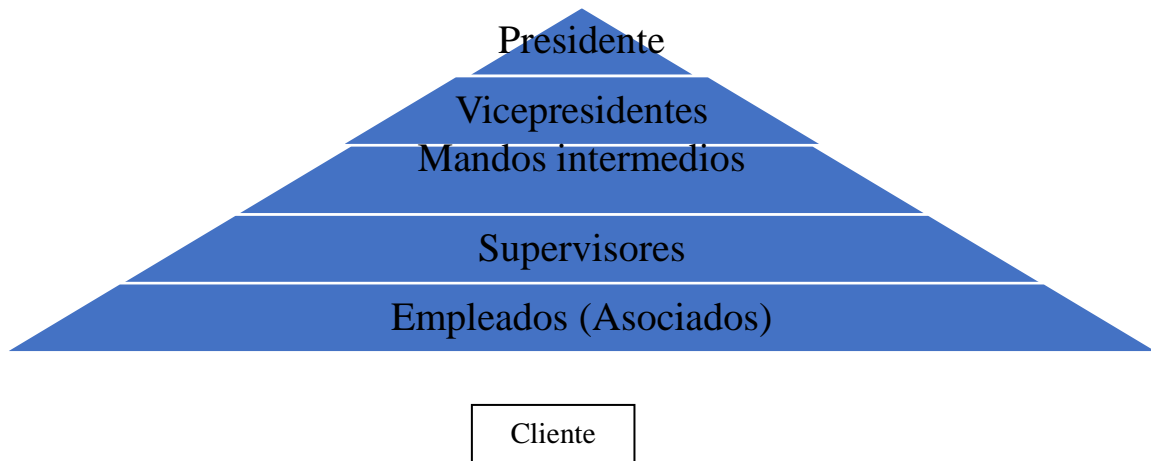 Presidente
Vicepresidentes
Mandos intermedios
Supervisores
Empleados (Asociados)
Cliente